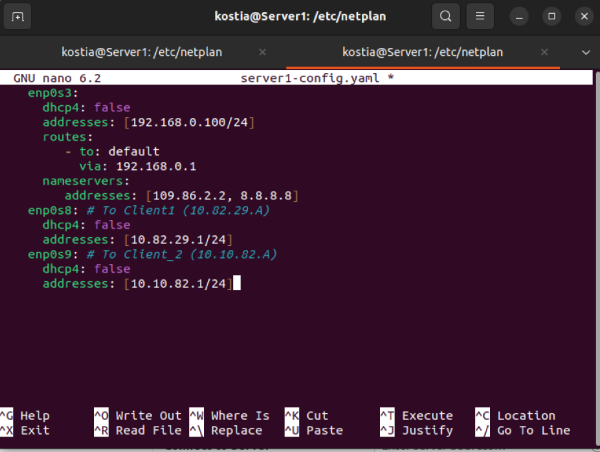 kostia@Server1: /etc/netplan
kostia@Server1: /etc/netplan
kostia@Server1: /etc/netplan
GNU nano 6.2 server1-config.yaml *
enp0s3:
dhcp4: false
addresses: [192.168.0.100/24]
routes:
- to: default
via: 192.168.0.1
nameservers:
addresses: [109.86.2.2, 8.8.8.8]
enp0s8: # To Client1 (10.82.29.A)
dhcp4: false
addresses: [10.82.29.1/24]
enp0s9: # To Client_2 (10.10.82.A)
dhcp4: false
addresses: [10.10.82.1/24]
^G Help ^O Write Out ^W Where Is ^K Cut ^T Execute ^C Location
^X Exit ^R Read File ^\ Replace ^U Paste ^J Justify ^/ Go To Line